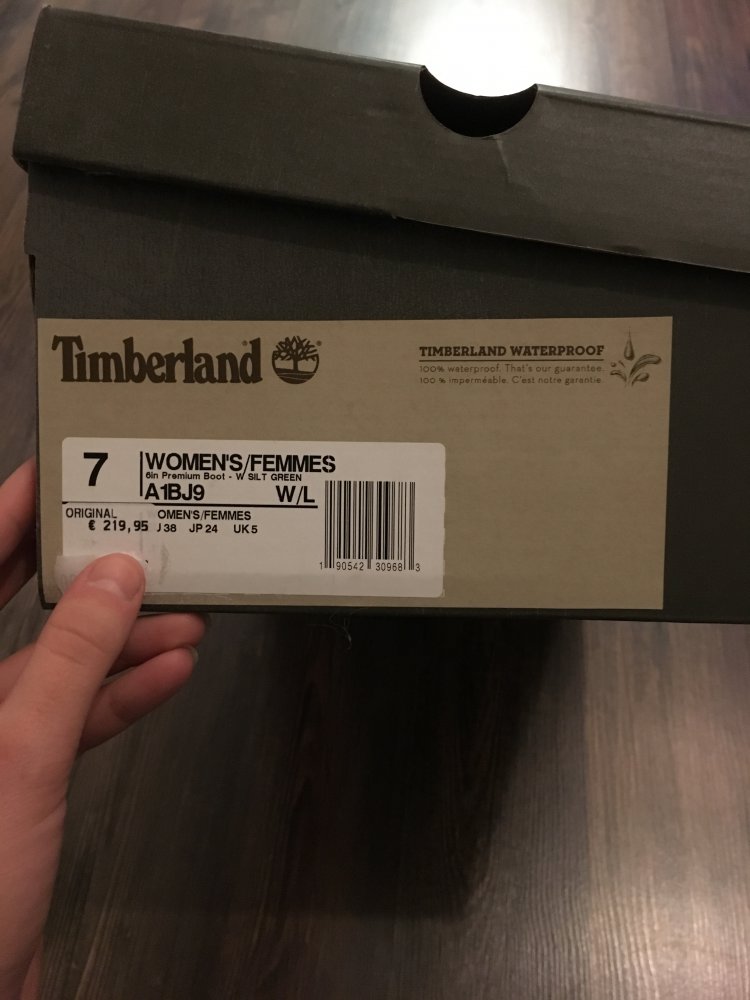 Timberland
TIMBERLAND WATERPROOF
100% waterproof. That's our guarantee.
100 % imperméable. C'est notre garantie.
7
WOMEN'S/FEMMES
6in Premium Boot - W SILT GREEN
A1BJ9 W/L
ORIGINAL
€ 219,95
OMEN'S/FEMMES
J 38 JP 24 UK 5
1 90542 30968 3